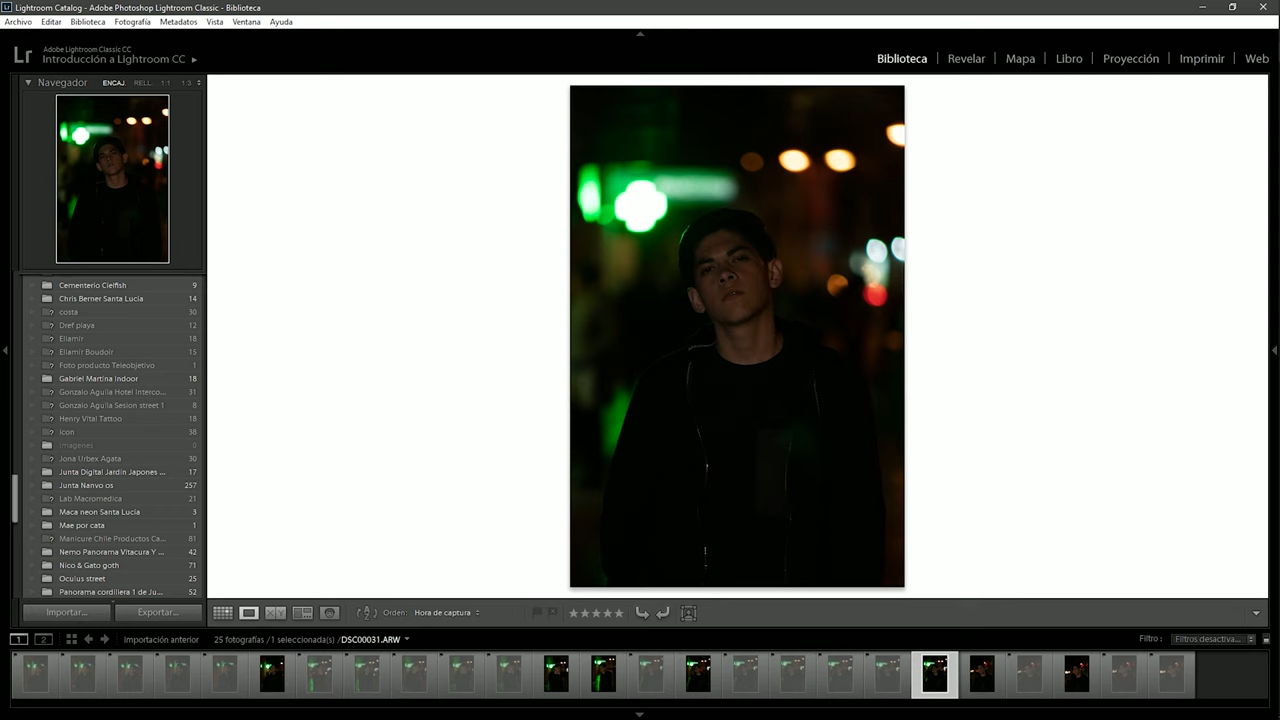 Lightroom Catalog - Adobe Photoshop Lightroom Classic - Biblioteca
Archivo Editar Biblioteca Fotografía Metadatos Vista Ventana Ayuda
Lr
Adobe Lightroom Classic CC
Introducción a Lightroom CC
Biblioteca | Revelar | Mapa | Libro | Proyección | Imprimir | Web
Navegador ENCAJ. RELL. 1:1 1:3
Cementerio Cielfish 9
Chris Berner Santa Lucía 14
costa 30
Dref playa 12
Ellamir 18
Ellamir Boudoir 15
Foto producto Teleobjetivo 1
Gabriel Martina Indoor 18
Gonzalo Aguila Hotel Interco... 31
Gonzalo Aguila Sesion street 1 8
Henry Vital Tattoo 18
icon 38
Imagenes 0
Jona Urbex Agata 30
Junta Digital Jardin Japones ... 17
Junta Nanvo os 257
Lab Macromedica 21
Maca neon Santa Lucia 3
Mae por cata 1
Manicure Chile Productos Ca... 81
Nemo Panorama Vitacura Y ... 42
Nico & Gato goth 71
Oculus street 25
Panorama cordillera 1 de Ju... 52
Importar... Exportar...
Orden: Hora de captura
1 2 Importación anterior 25 fotografías /1 seleccionada(s) /DSC00031.ARW
Filtro : Filtros desactiva...